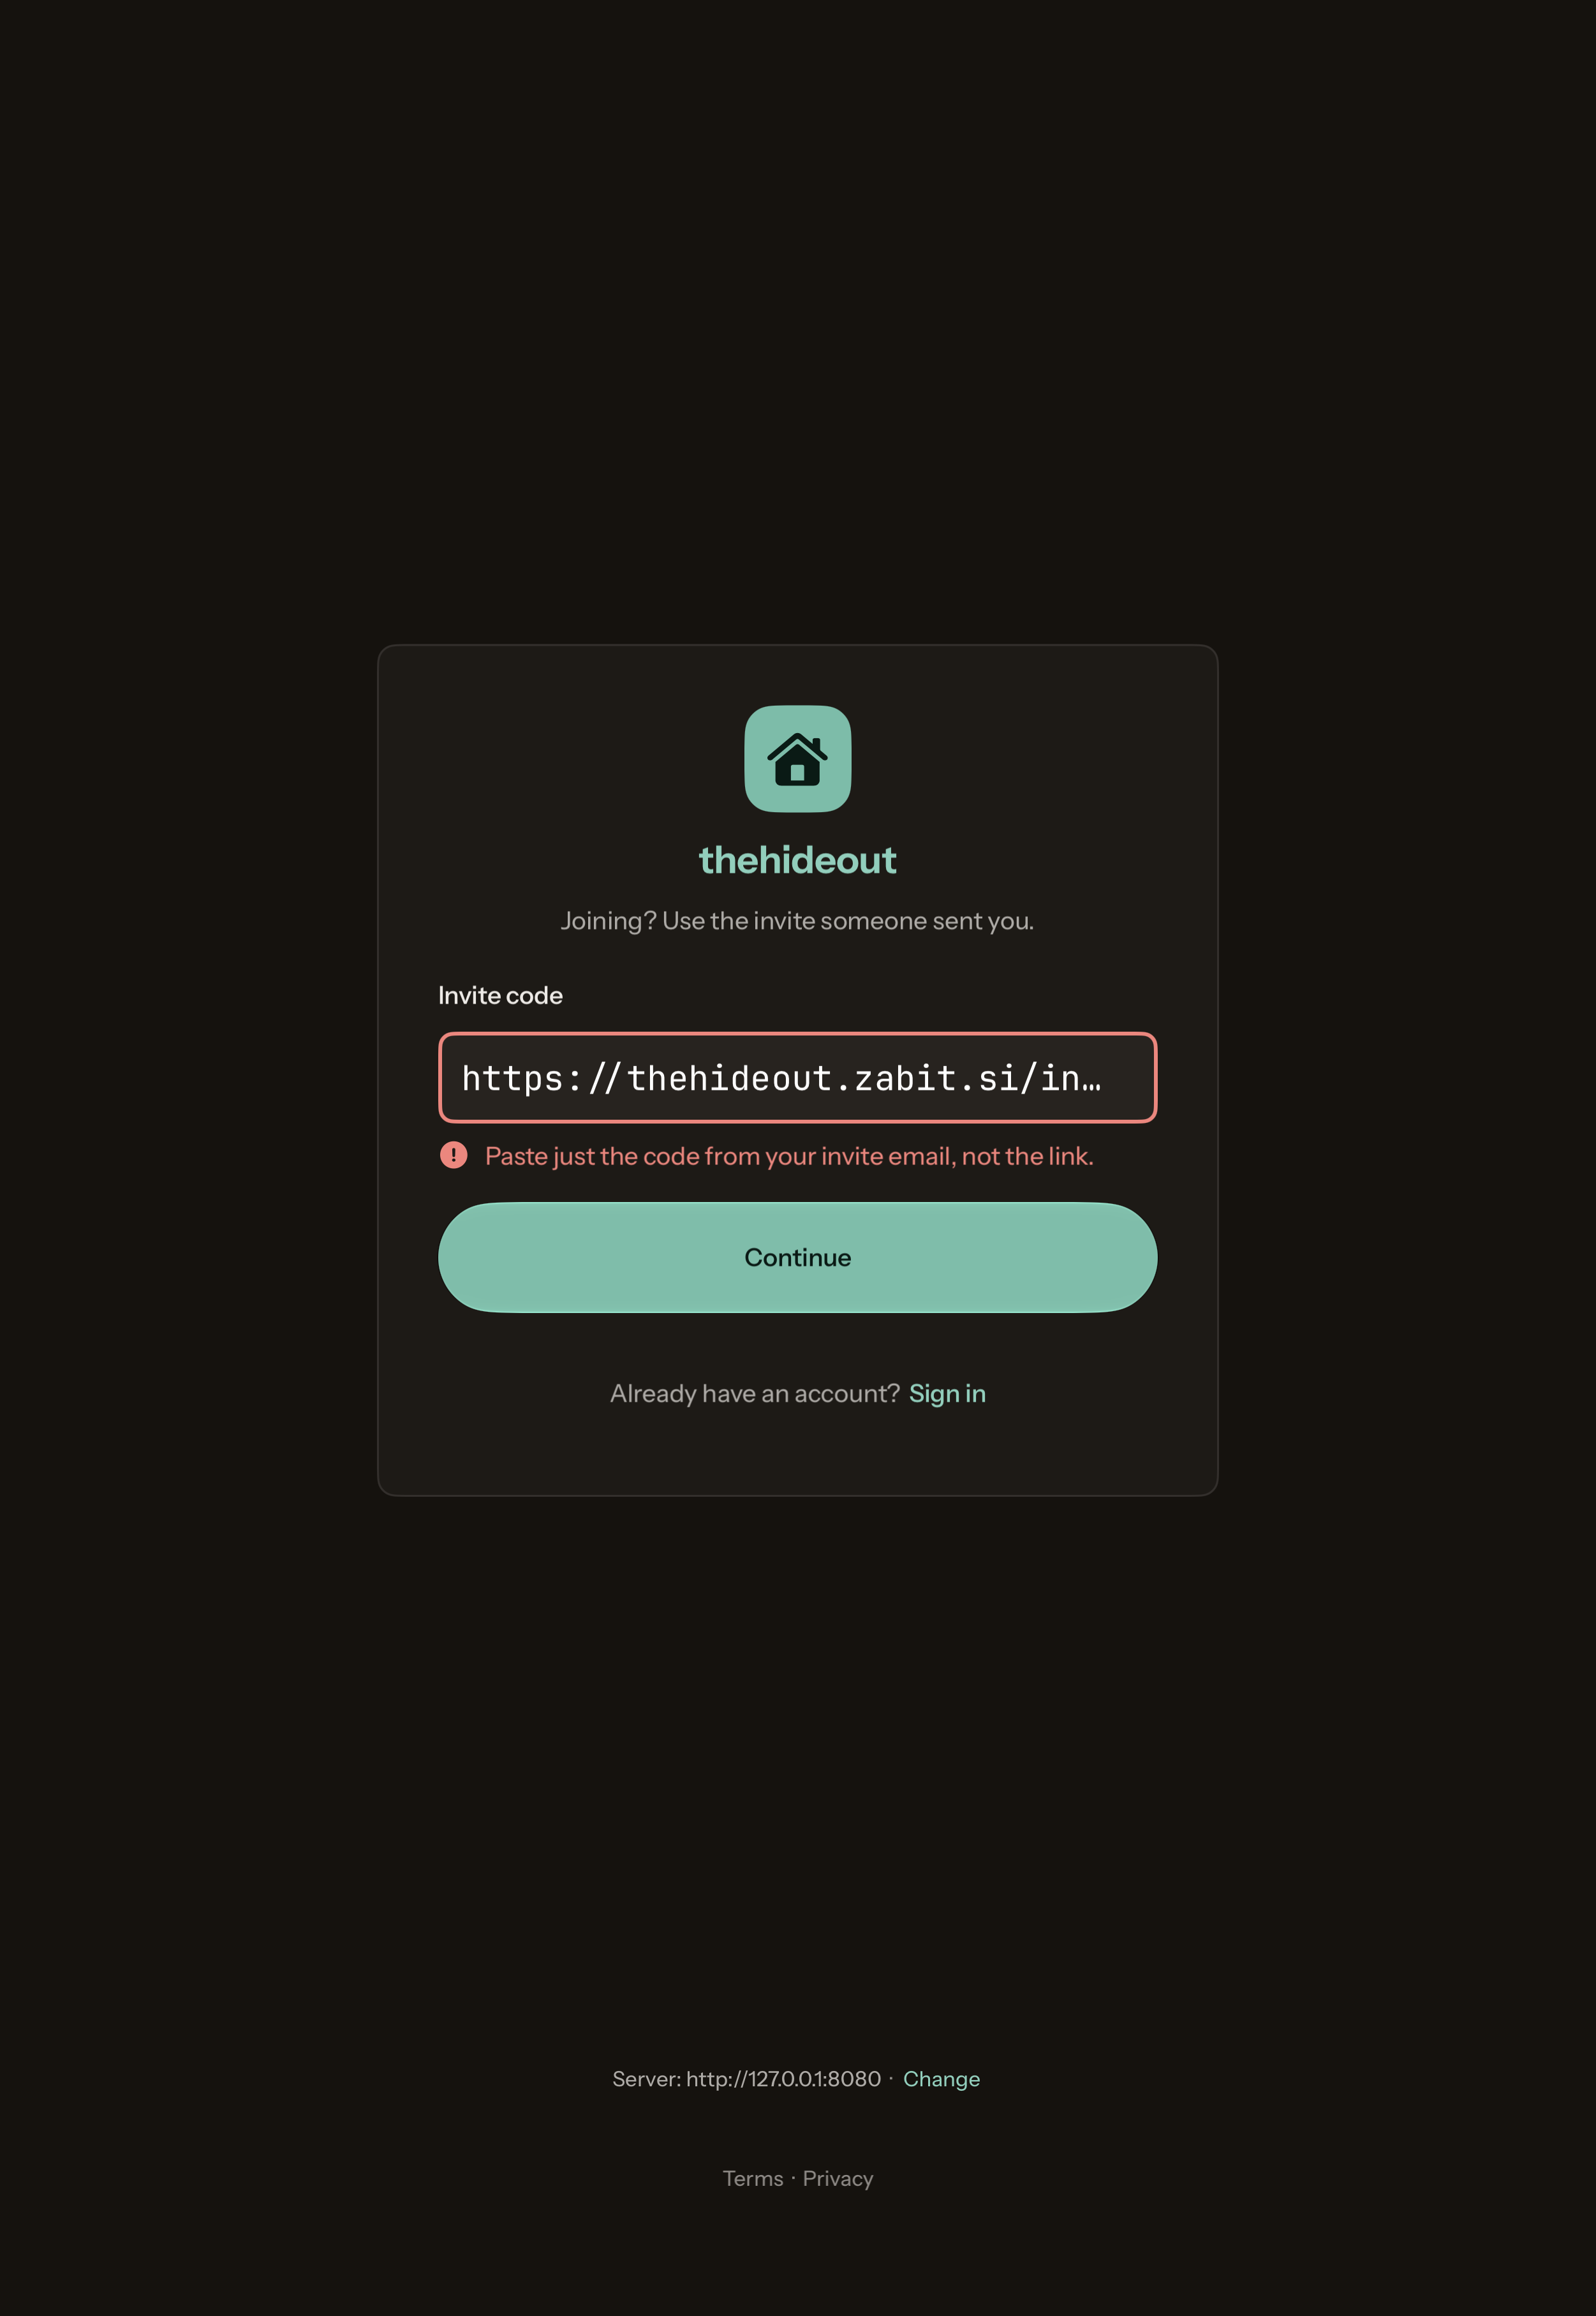 thehideout
Joining? Use the invite someone sent you.
Invite code
https://thehideout.zabit.si/in…
Paste just the code from your invite email, not the link.
Continue
Already have an account? Sign in
Server: http://127.0.0.1:8080 · Change
Terms · Privacy